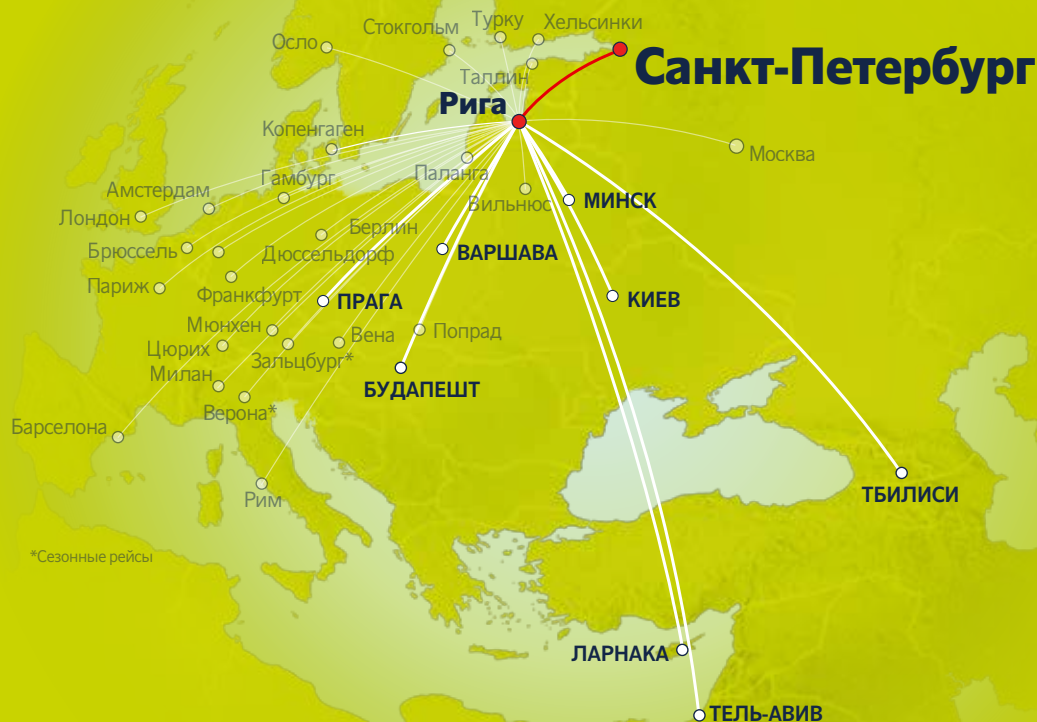 Турку
Хельсинки
Стокгольм
Осло
Санкт-Петербург
Таллин
Рига
Копенгаген
Москва
Паланга
Гамбург
Амстердам
Вильнюс
МИНСК
Лондон
Берлин
Брюссель
Дюссельдорф
ВАРШАВА
Париж
Франкфурт
ПРАГА
КИЕВ
Мюнхен
Вена
Попрад
Цюрих
Зальцбург*
Милан
БУДАПЕШТ
Верона*
Барселона
Рим
ТБИЛИСИ
*Сезонные рейсы
ЛАРНАКА
ТЕЛЬ-АВИВ